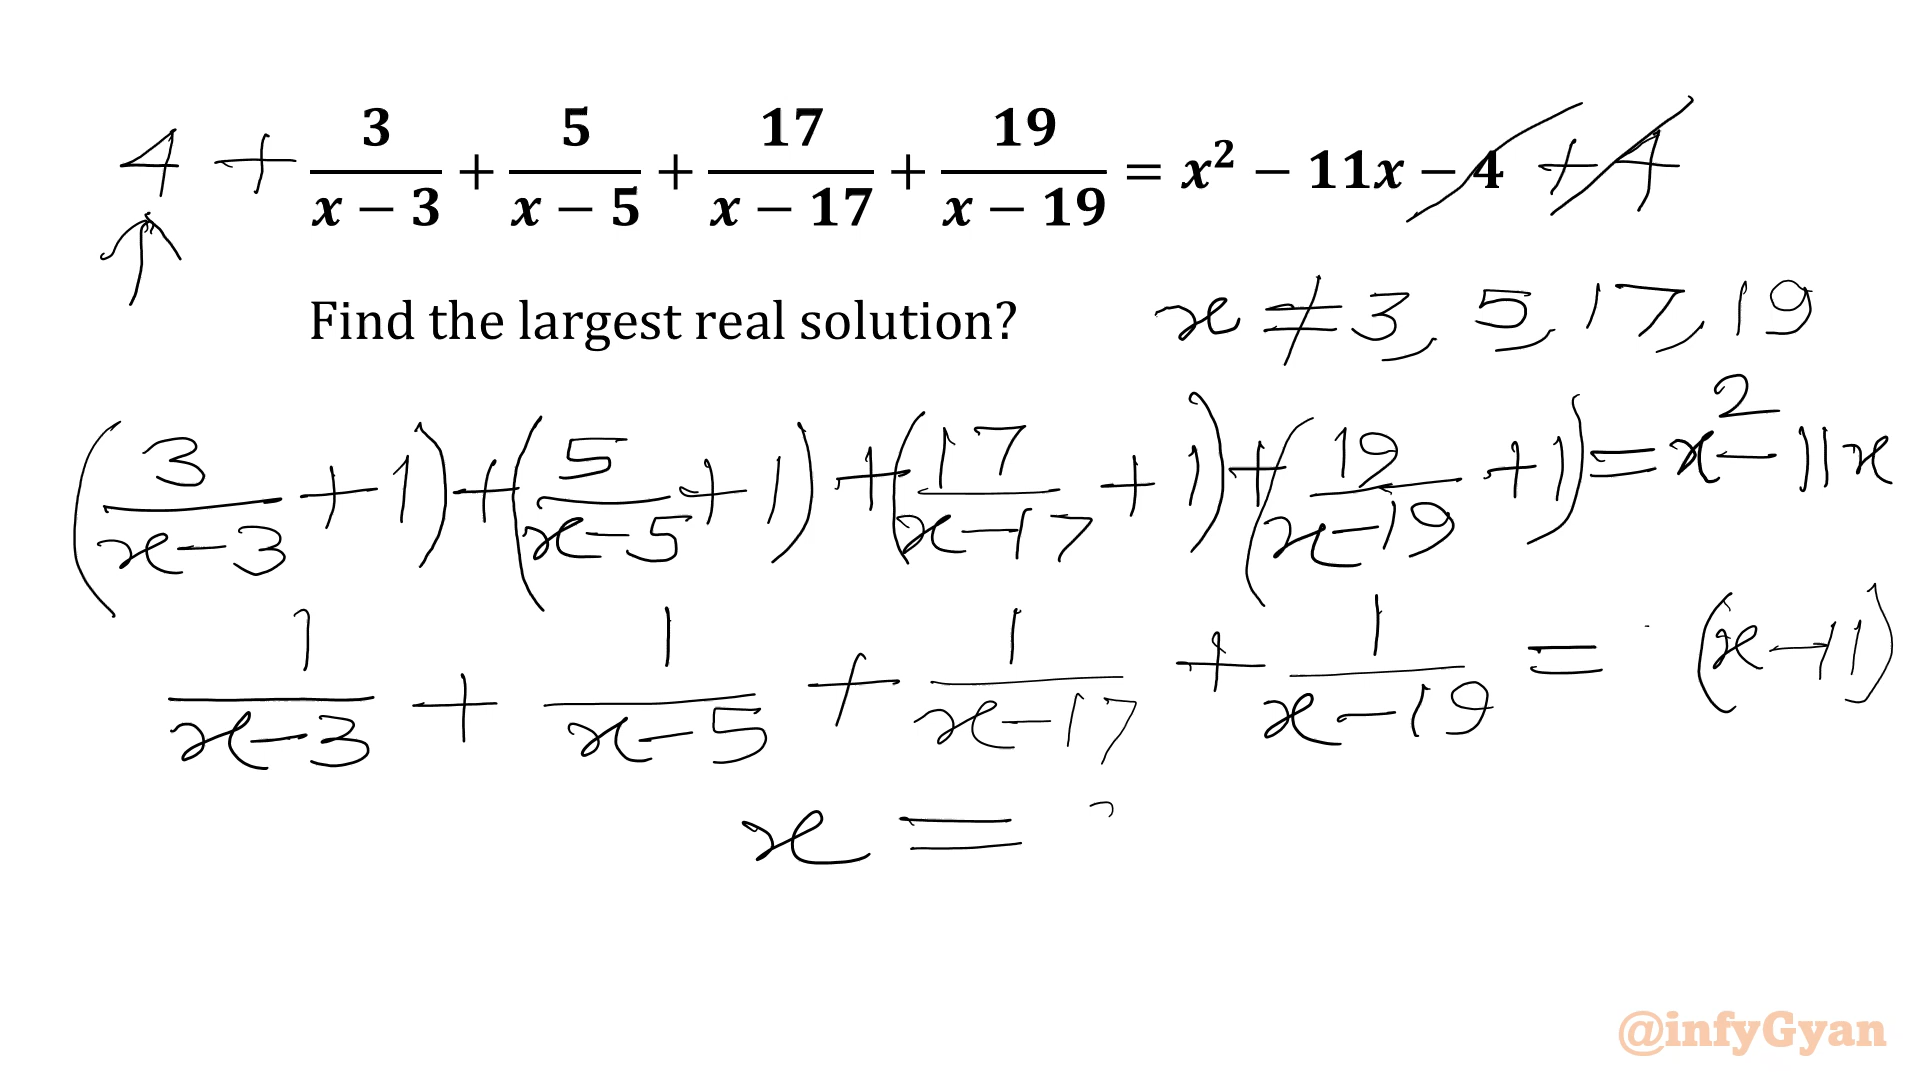 4 + 3/(x − 3) + 5/(x − 5) + 17/(x − 17) + 19/(x − 19) = x² − 11x − 4 + 4
Find the largest real solution? x ≠ 3, 5, 17, 19
(3/(x−3) + 1) + (5/(x−5) + 1) + (17/(x−17) + 1) + (19/(x−19) + 1) = x² − 11x
1/(x−3) + 1/(x−5) + 1/(x−17) + 1/(x−19) = (x−11)
x =
@infyGyan